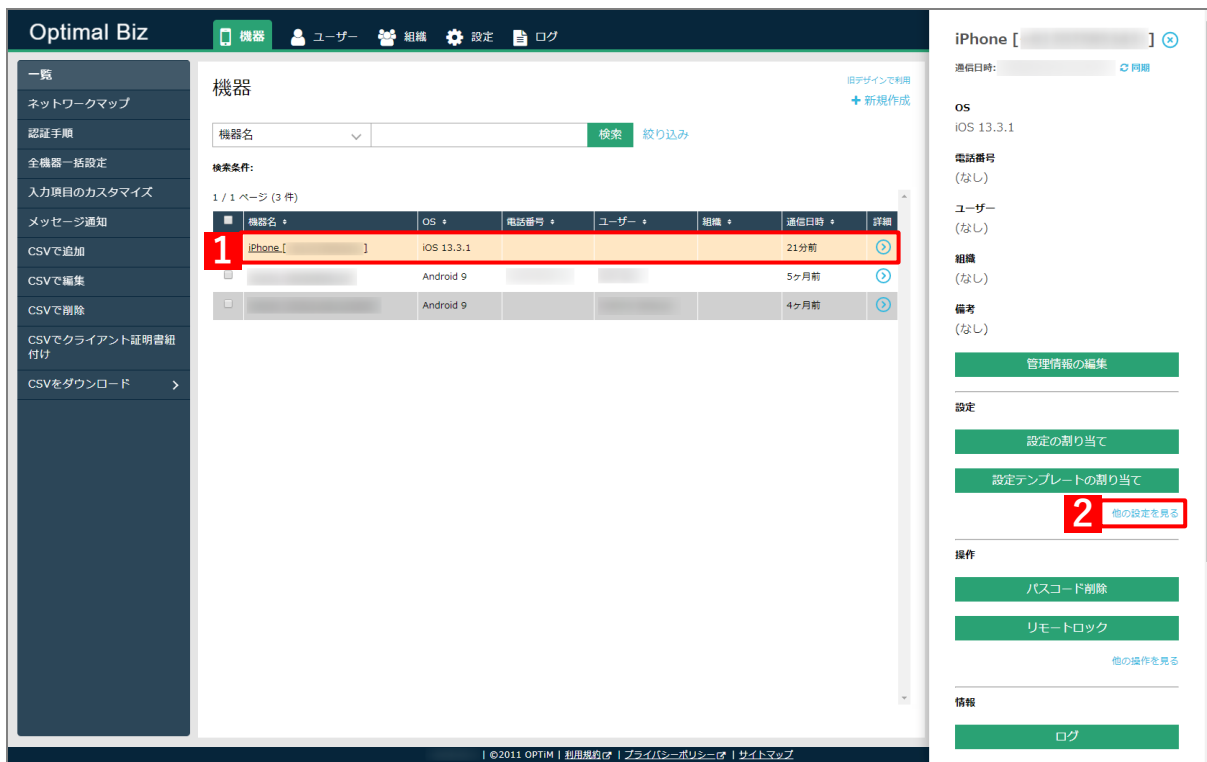 Optimal Biz
機器
ユーザー
組織
設定
ログ
一覧
ネットワークマップ
認証手順
全機器一括設定
入力項目のカスタマイズ
メッセージ通知
CSVで追加
CSVで編集
CSVで削除
CSVでクライアント証明書紐
付け
CSVをダウンロード
機器
旧デザインで利用
+ 新規作成
機器名
検索
絞り込み
検索条件:
1 / 1 ページ (3 件)
機器名 OS 電話番号 ユーザー 組織 通信日時 詳細
1
iPhone [ ] iOS 13.3.1 21分前
Android 9 5ヶ月前
Android 9 4ヶ月前
iPhone [ ]
通信日時: 同期
OS
iOS 13.3.1
電話番号
(なし)
ユーザー
(なし)
組織
(なし)
備考
(なし)
管理情報の編集
設定
設定の割り当て
設定テンプレートの割り当て
2
他の設定を見る
操作
パスコード削除
リモートロック
他の操作を見る
情報
ログ
| ©2011 OPTiM | 利用規約 | プライバシーポリシー | サイトマップ